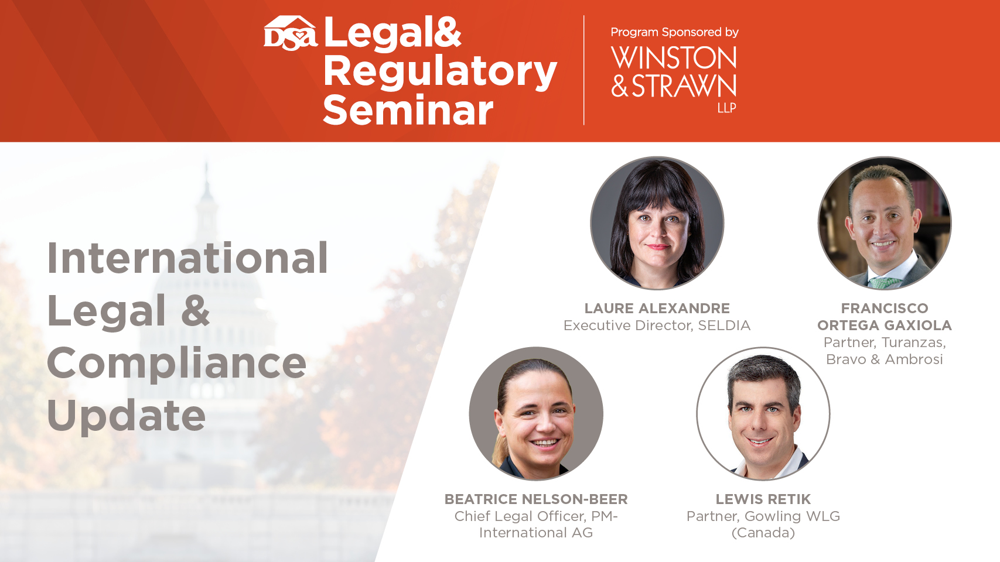 DSA
Legal&
Regulatory
Seminar
Program Sponsored by
WINSTON
& STRAWN
LLP
International
Legal &
Compliance
Update
LAURE ALEXANDRE
Executive Director, SELDIA
FRANCISCO
ORTEGA GAXIOLA
Partner, Turanzas,
Bravo & Ambrosi
BEATRICE NELSON-BEER
Chief Legal Officer, PM-
International AG
LEWIS RETIK
Partner, Gowling WLG
(Canada)